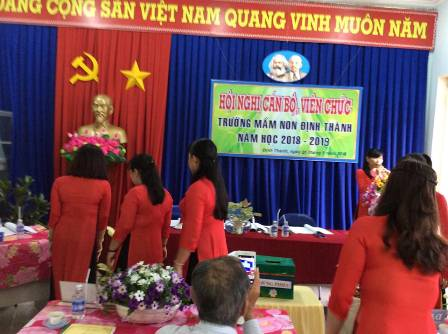 ĐẢNG CỘNG SẢN VIỆT NAM QUANG VINH MUÔN NĂM
HỘI NGHỊ CÁN BỘ, VIÊN CHỨC
TRƯỜNG MẦM NON ĐỊNH THÀNH
NĂM HỌC 2018 - 2019